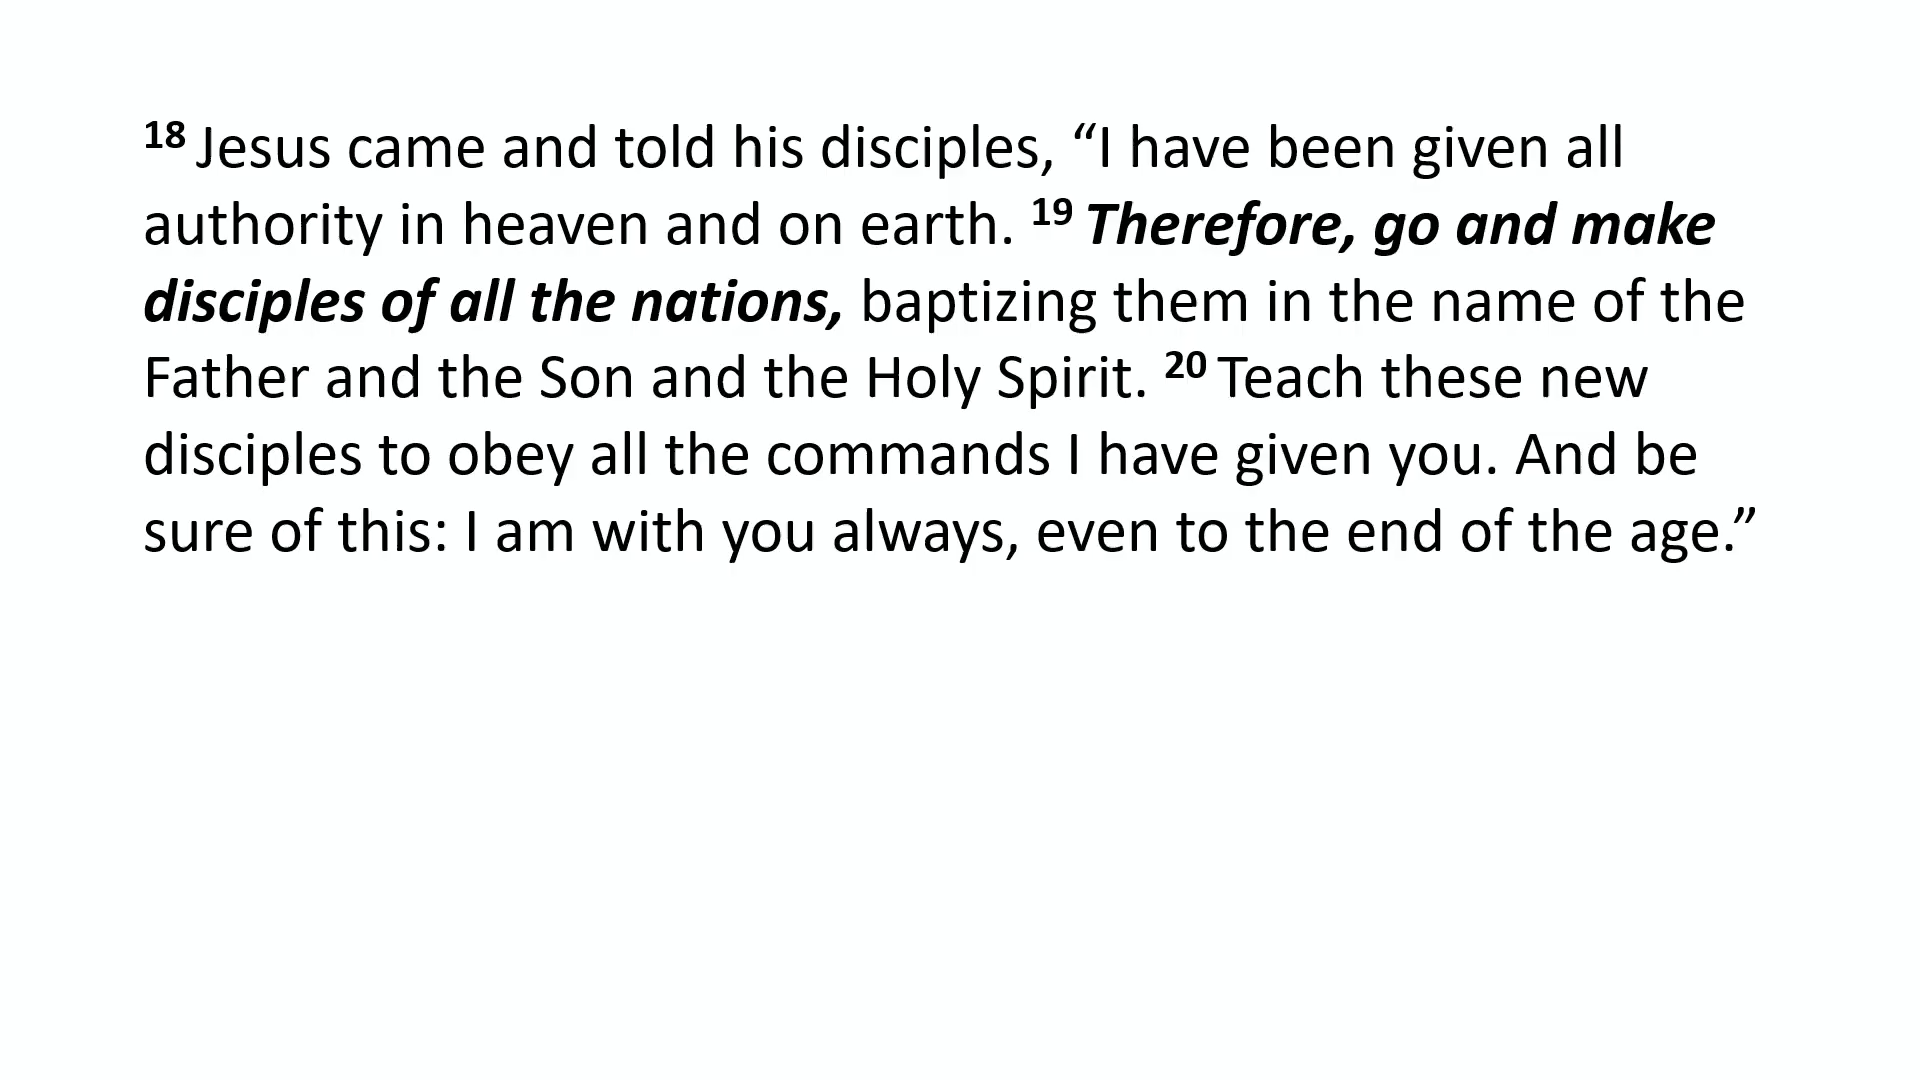 18 Jesus came and told his disciples, “I have been given all
authority in heaven and on earth. 19 Therefore, go and make
disciples of all the nations, baptizing them in the name of the
Father and the Son and the Holy Spirit. 20 Teach these new
disciples to obey all the commands I have given you. And be
sure of this: I am with you always, even to the end of the age.”